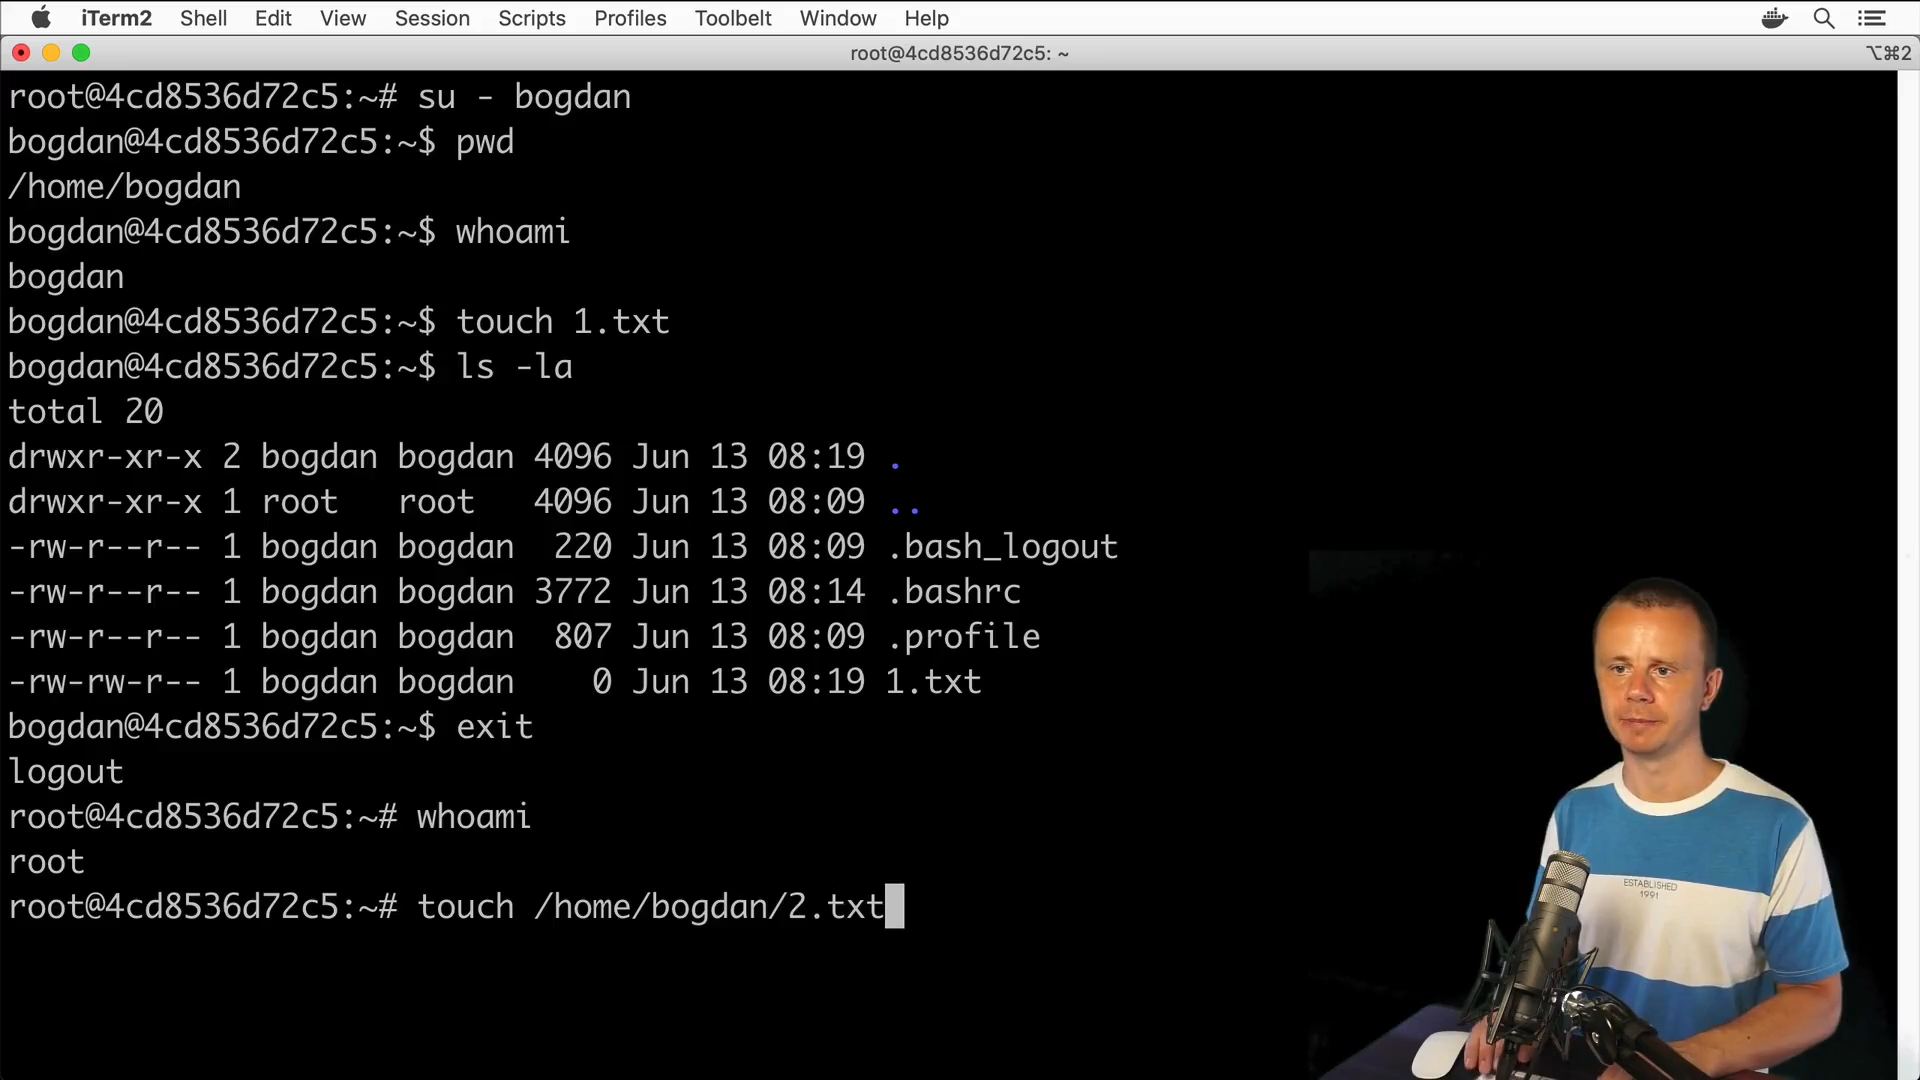 iTerm2 Shell Edit View Session Scripts Profiles Toolbelt Window Help
root@4cd8536d72c5: ~ ⌥⌘2
root@4cd8536d72c5:~# su - bogdan
bogdan@4cd8536d72c5:~$ pwd
/home/bogdan
bogdan@4cd8536d72c5:~$ whoami
bogdan
bogdan@4cd8536d72c5:~$ touch 1.txt
bogdan@4cd8536d72c5:~$ ls -la
total 20
drwxr-xr-x 2 bogdan bogdan 4096 Jun 13 08:19 .
drwxr-xr-x 1 root   root   4096 Jun 13 08:09 ..
-rw-r--r-- 1 bogdan bogdan  220 Jun 13 08:09 .bash_logout
-rw-r--r-- 1 bogdan bogdan 3772 Jun 13 08:14 .bashrc
-rw-r--r-- 1 bogdan bogdan  807 Jun 13 08:09 .profile
-rw-rw-r-- 1 bogdan bogdan    0 Jun 13 08:19 1.txt
bogdan@4cd8536d72c5:~$ exit
logout
root@4cd8536d72c5:~# whoami
root
root@4cd8536d72c5:~# touch /home/bogdan/2.txt
ESTABLISHED
1991